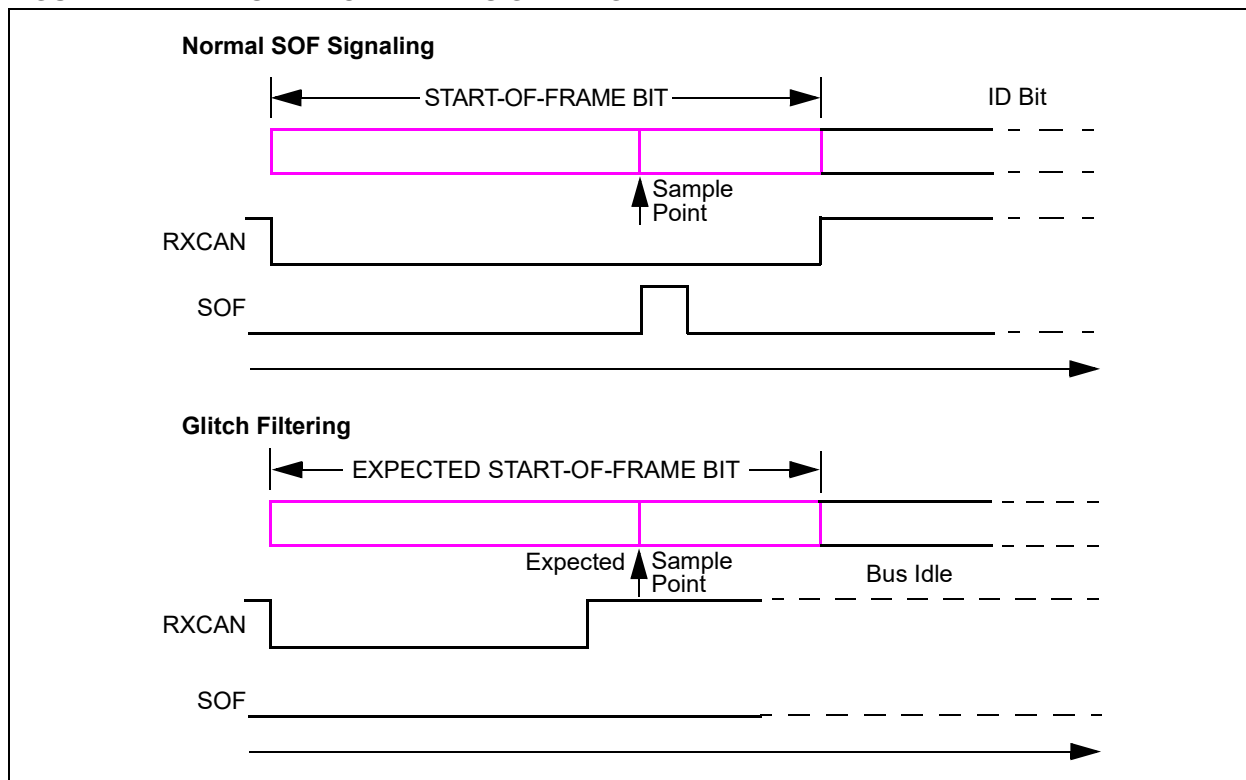 Normal SOF Signaling
START-OF-FRAME BIT
ID Bit
Sample
Point
RXCAN
SOF
Glitch Filtering
EXPECTED START-OF-FRAME BIT
Expected
Sample
Point
Bus Idle
RXCAN
SOF